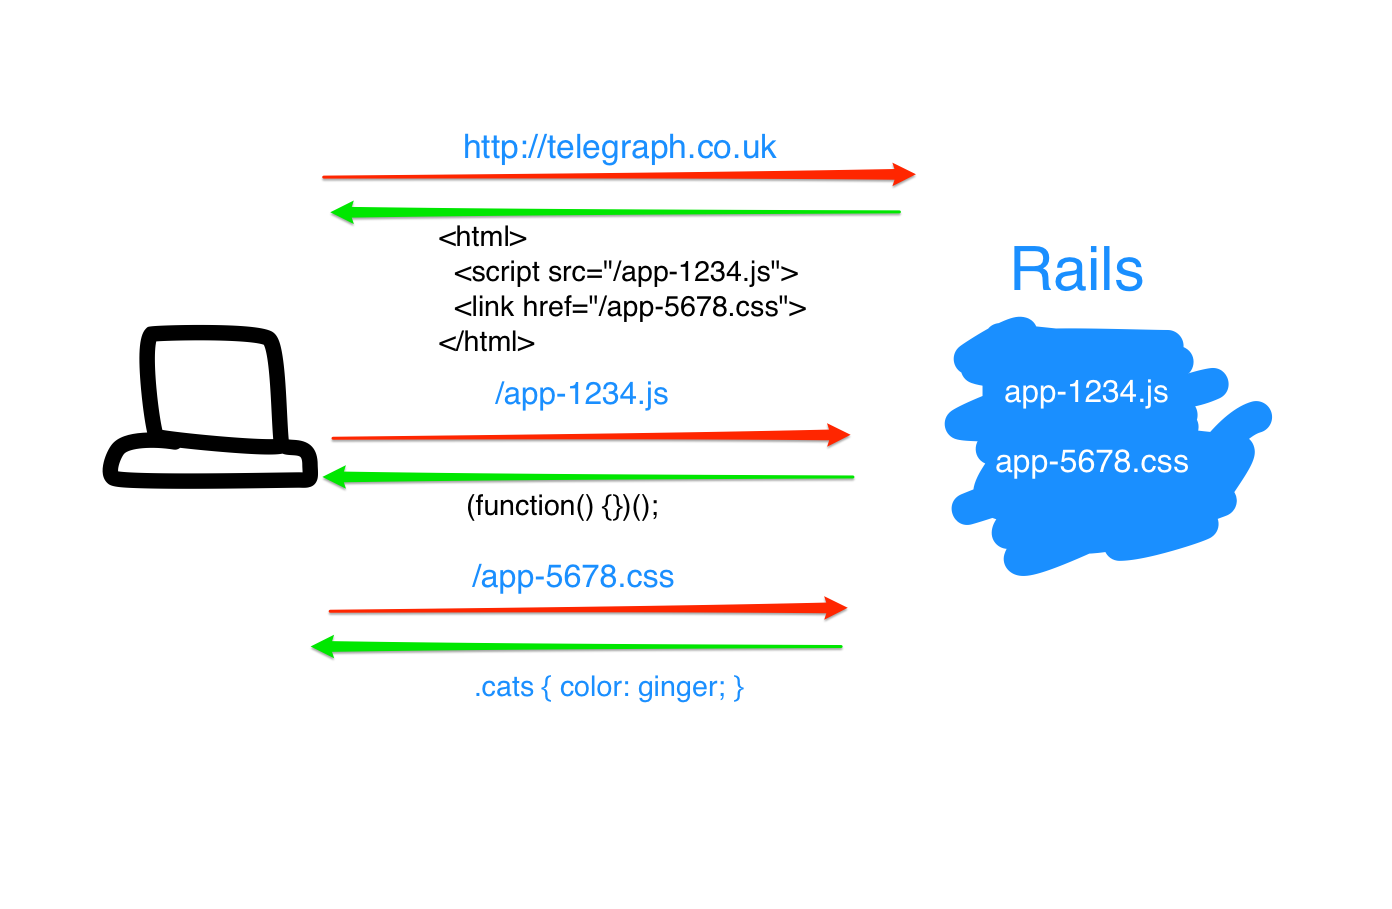 http://telegraph.co.uk
<html>
<script src="/app-1234.js">
<link href="/app-5678.css">
</html>
/app-1234.js
(function() {})();
/app-5678.css
.cats { color: ginger; }
Rails
app-1234.js
app-5678.css